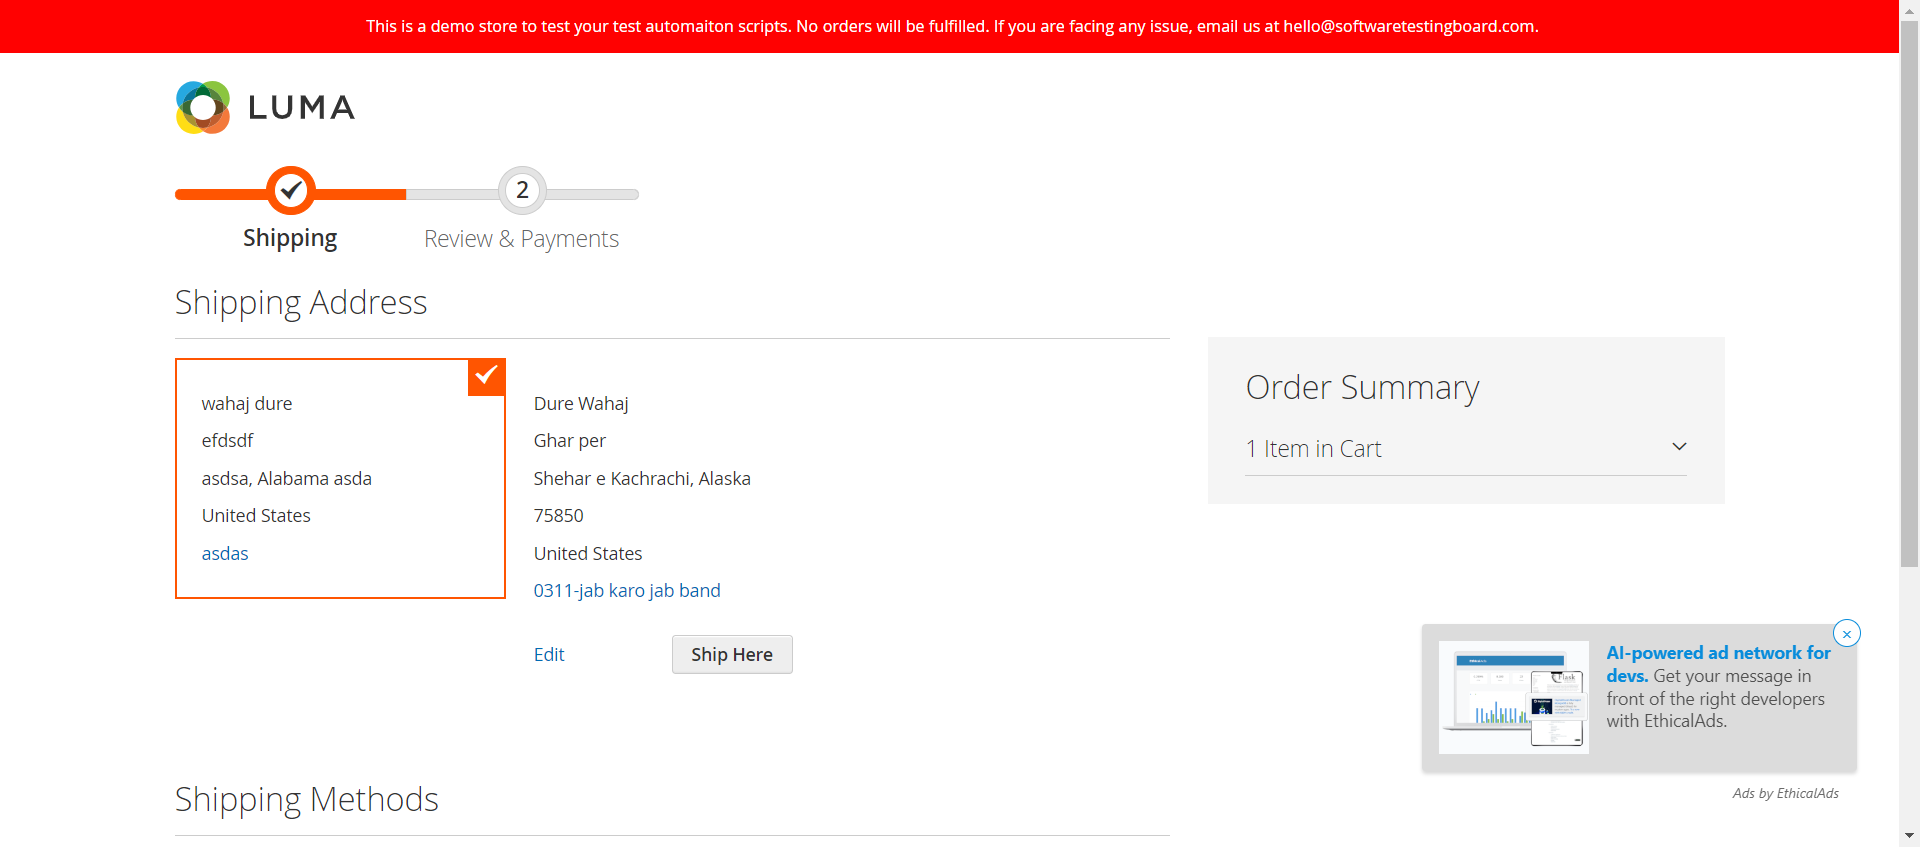 This is a demo store to test your test automaiton scripts. No orders will be fulfilled. If you are facing any issue, email us at hello@softwaretestingboard.com.
LUMA
2
Shipping
Review & Payments
Shipping Address
wahaj dure
efdsdf
asdsa, Alabama asda
United States
asdas
Dure Wahaj
Ghar per
Shehar e Kachrachi, Alaska
75850
United States
0311-jab karo jab band
Edit
Ship Here
Order Summary
1 Item in Cart
AI-powered ad network for
devs. Get your message in
front of the right developers
with EthicalAds.
Ads by EthicalAds
Shipping Methods